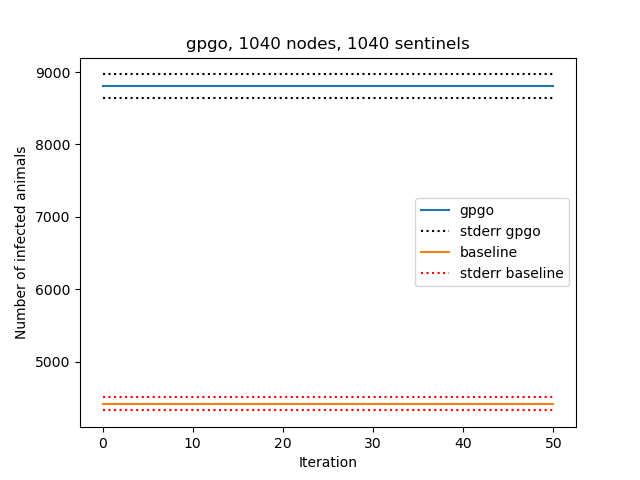 gpgo, 1040 nodes, 1040 sentinels
Number of infected animals
9000
8000
7000
6000
5000
gpgo
stderr gpgo
baseline
stderr baseline
0 10 20 30 40 50
Iteration